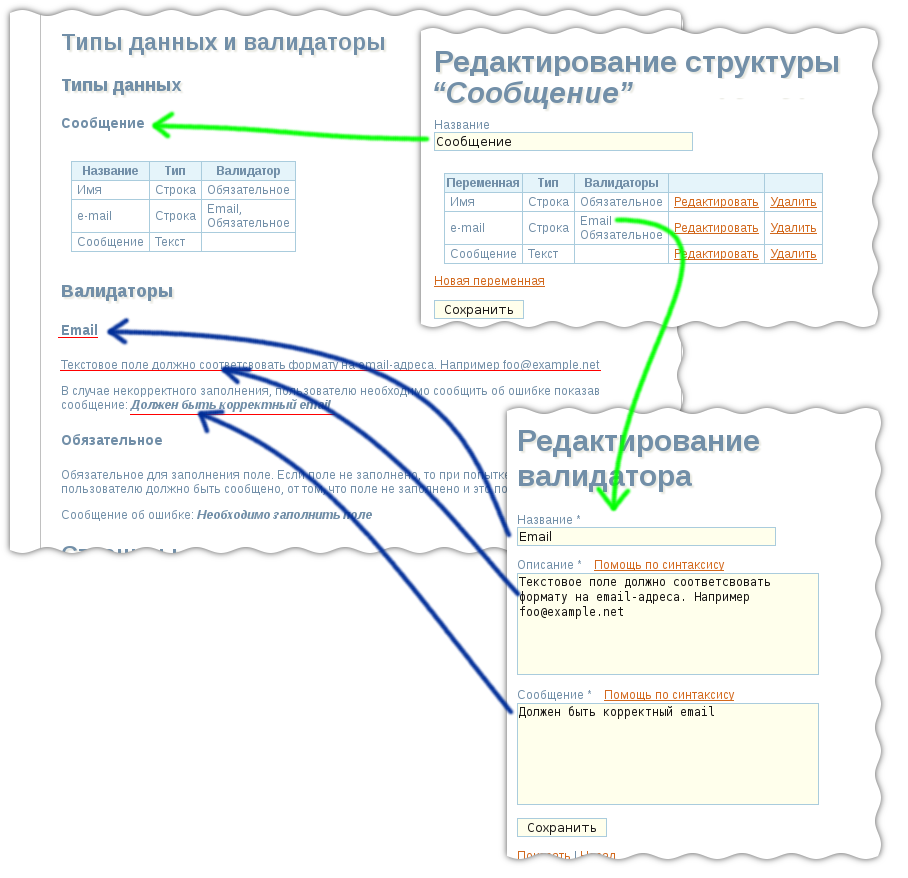 Типы данных и валидаторы
Типы данных
Сообщение
Название Тип Валидатор
Имя Строка Обязательное
e-mail Строка Email,
Обязательное
Сообщение Текст
Валидаторы
Email
Текстовое поле должно соответсвовать формату на email-адреса. Например foo@example.net
В случае некорректного заполнения, пользователю необходимо сообщить об ошибке показав
сообщение: Должен быть корректный email
Обязательное
Обязательное для заполнения поле. Если поле не заполнено, то при попытке
пользователю должно быть сообщено, от том, что поле не заполнено и это
Сообщение об ошибке: Необходимо заполнить поле
Редактирование структуры
“Сообщение”
Название
Сообщение
Переменная Тип Валидаторы
Имя Строка Обязательное Редактировать Удалить
e-mail Строка Email
Обязательное Редактировать Удалить
Сообщение Текст Редактировать Удалить
Новая переменная
Сохранить
Редактирование
валидатора
Название *
Email
Описание * Помощь по синтаксису
Текстовое поле должно соответсвовать
формату на email-адреса. Например
foo@example.net
Сообщение * Помощь по синтаксису
Должен быть корректный email
Сохранить